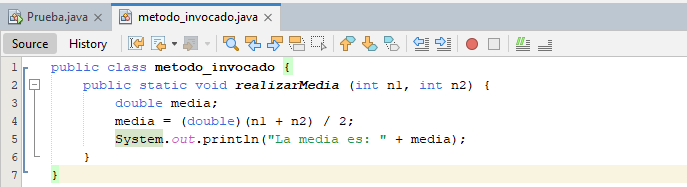 Prueba.java metodo_invocado.java
Source History
1 public class metodo_invocado {
2 public static void realizarMedia (int n1, int n2) {
3 double media;
4 media = (double)(n1 + n2) / 2;
5 System.out.println("La media es: " + media);
6 }
7 }